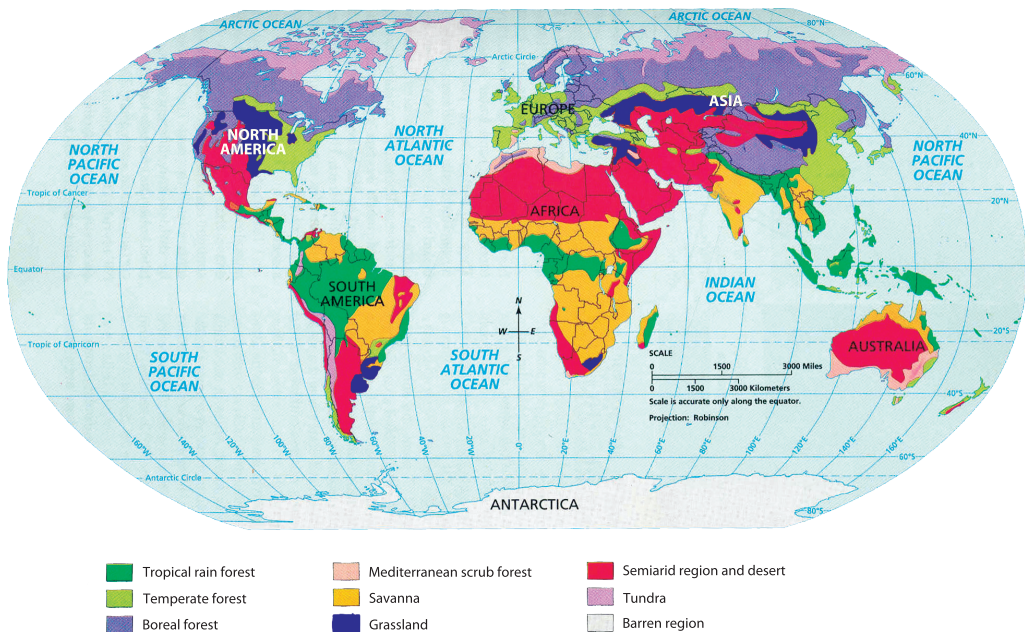 ARCTIC OCEAN
ARCTIC OCEAN
80°N
Arctic Circle
60°N
ASIA
EUROPE
NORTH
AMERICA
NORTH
ATLANTIC
OCEAN
40°N
NORTH
PACIFIC
OCEAN
NORTH
PACIFIC
OCEAN
Tropic of Cancer
20°N
AFRICA
Equator
SOUTH
AMERICA
INDIAN
OCEAN
N
W
E
S
20°S
Tropic of Capricorn
AUSTRALIA
SOUTH
PACIFIC
OCEAN
SOUTH
ATLANTIC
OCEAN
SCALE
0 1500 3000 Miles
0 1500 3000 Kilometers
Scale is accurate only along the equator.
Projection: Robinson
40°S
160°W
140°W
120°W
100°W
80°W
60°W
40°W
20°W
0°
20°E
40°E
60°E
80°E
100°E
120°E
140°E
160°E
60°S
Antarctic Circle
ANTARCTICA
80°S
Tropical rain forest
Mediterranean scrub forest
Semiarid region and desert
Temperate forest
Savanna
Tundra
Boreal forest
Grassland
Barren region